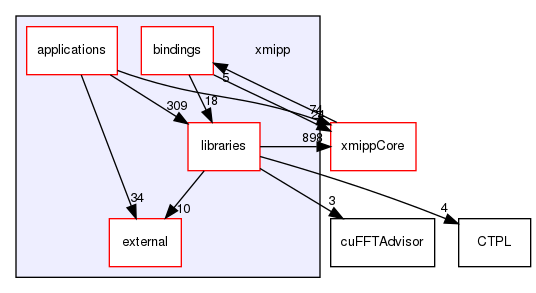 applications
bindings
xmipp
5
74
309
18
libraries
898
xmippCore
34
10
3
4
external
cuFFTAdvisor
CTPL